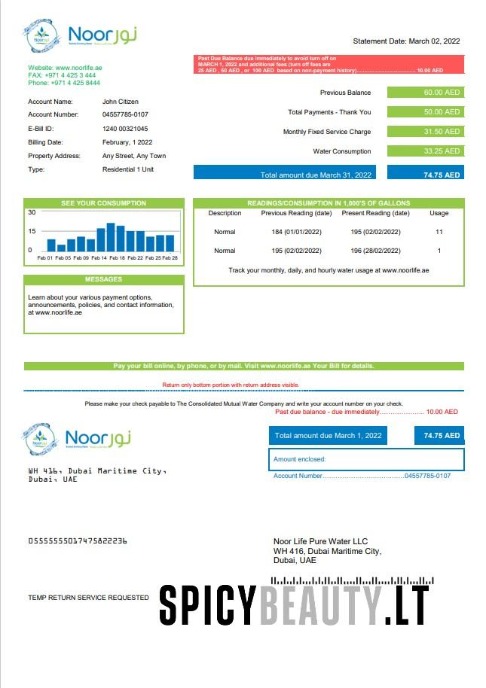 Noor نور
Statement Date: March 02, 2022
Website: www.noorlife.ae
FAX: +971 4 425 3 444
Phone: +971 4 425 8444
Past Due Balance due immediately to avoid turn off on
MARCH 1, 2022 and additional fees (turn off fees are
25 AED , 50 AED , or 100 AED based on non-payment history)..............................10.00 AED
Previous Balance 60.00 AED
Total Payments - Thank You 50.00 AED
Monthly Fixed Service Charge 31.50 AED
Water Consumption 33.25 AED
Total amount due March 31, 2022 74.75 AED
Account Name: John Citizen
Account Number: 04557785-0107
E-Bill ID: 1240 00321045
Billing Date: February, 1 2022
Property Address: Any Street, Any Town
Type: Residential 1 Unit
SEE YOUR CONSUMPTION
30
15
0
Feb 01 Feb 05 Feb 09 Feb 14 Feb 18 Feb 22 Feb 25 Feb 28
READINGS/CONSUMPTION IN 1,000'S OF GALLONS
Description Previous Reading (date) Present Reading (date) Usage
Normal 184 (01/01/2022) 195 (02/02/2022) 11
Normal 195 (02/02/2022) 196 (28/02/2022) 1
Track your monthly, daily, and hourly water usage at www.noorlife.ae
MESSAGES
Learn about your various payment options,
announcements, policies, and contact information,
at www.noorlife.ae
Pay your bill online, by phone, or by mail. Visit www.noorlife.ae Your Bill for details.
Return only bottom portion with return address visible.
Please make your check payable to The Consolidated Mutual Water Company and write your account number on your check.
Past due balance - due immediately...................... 10.00 AED
Noor نور
Total amount due March 1, 2022 74.75 AED
Amount enclosed:
Account Number......................................04557785-0107
WH 416, Dubai Maritime City,
Dubai, UAE
Noor Life Pure Water LLC
WH 416, Dubai Maritime City,
Dubai, UAE
TEMP RETURN SERVICE REQUESTED
SPICYBEAUTY.LT